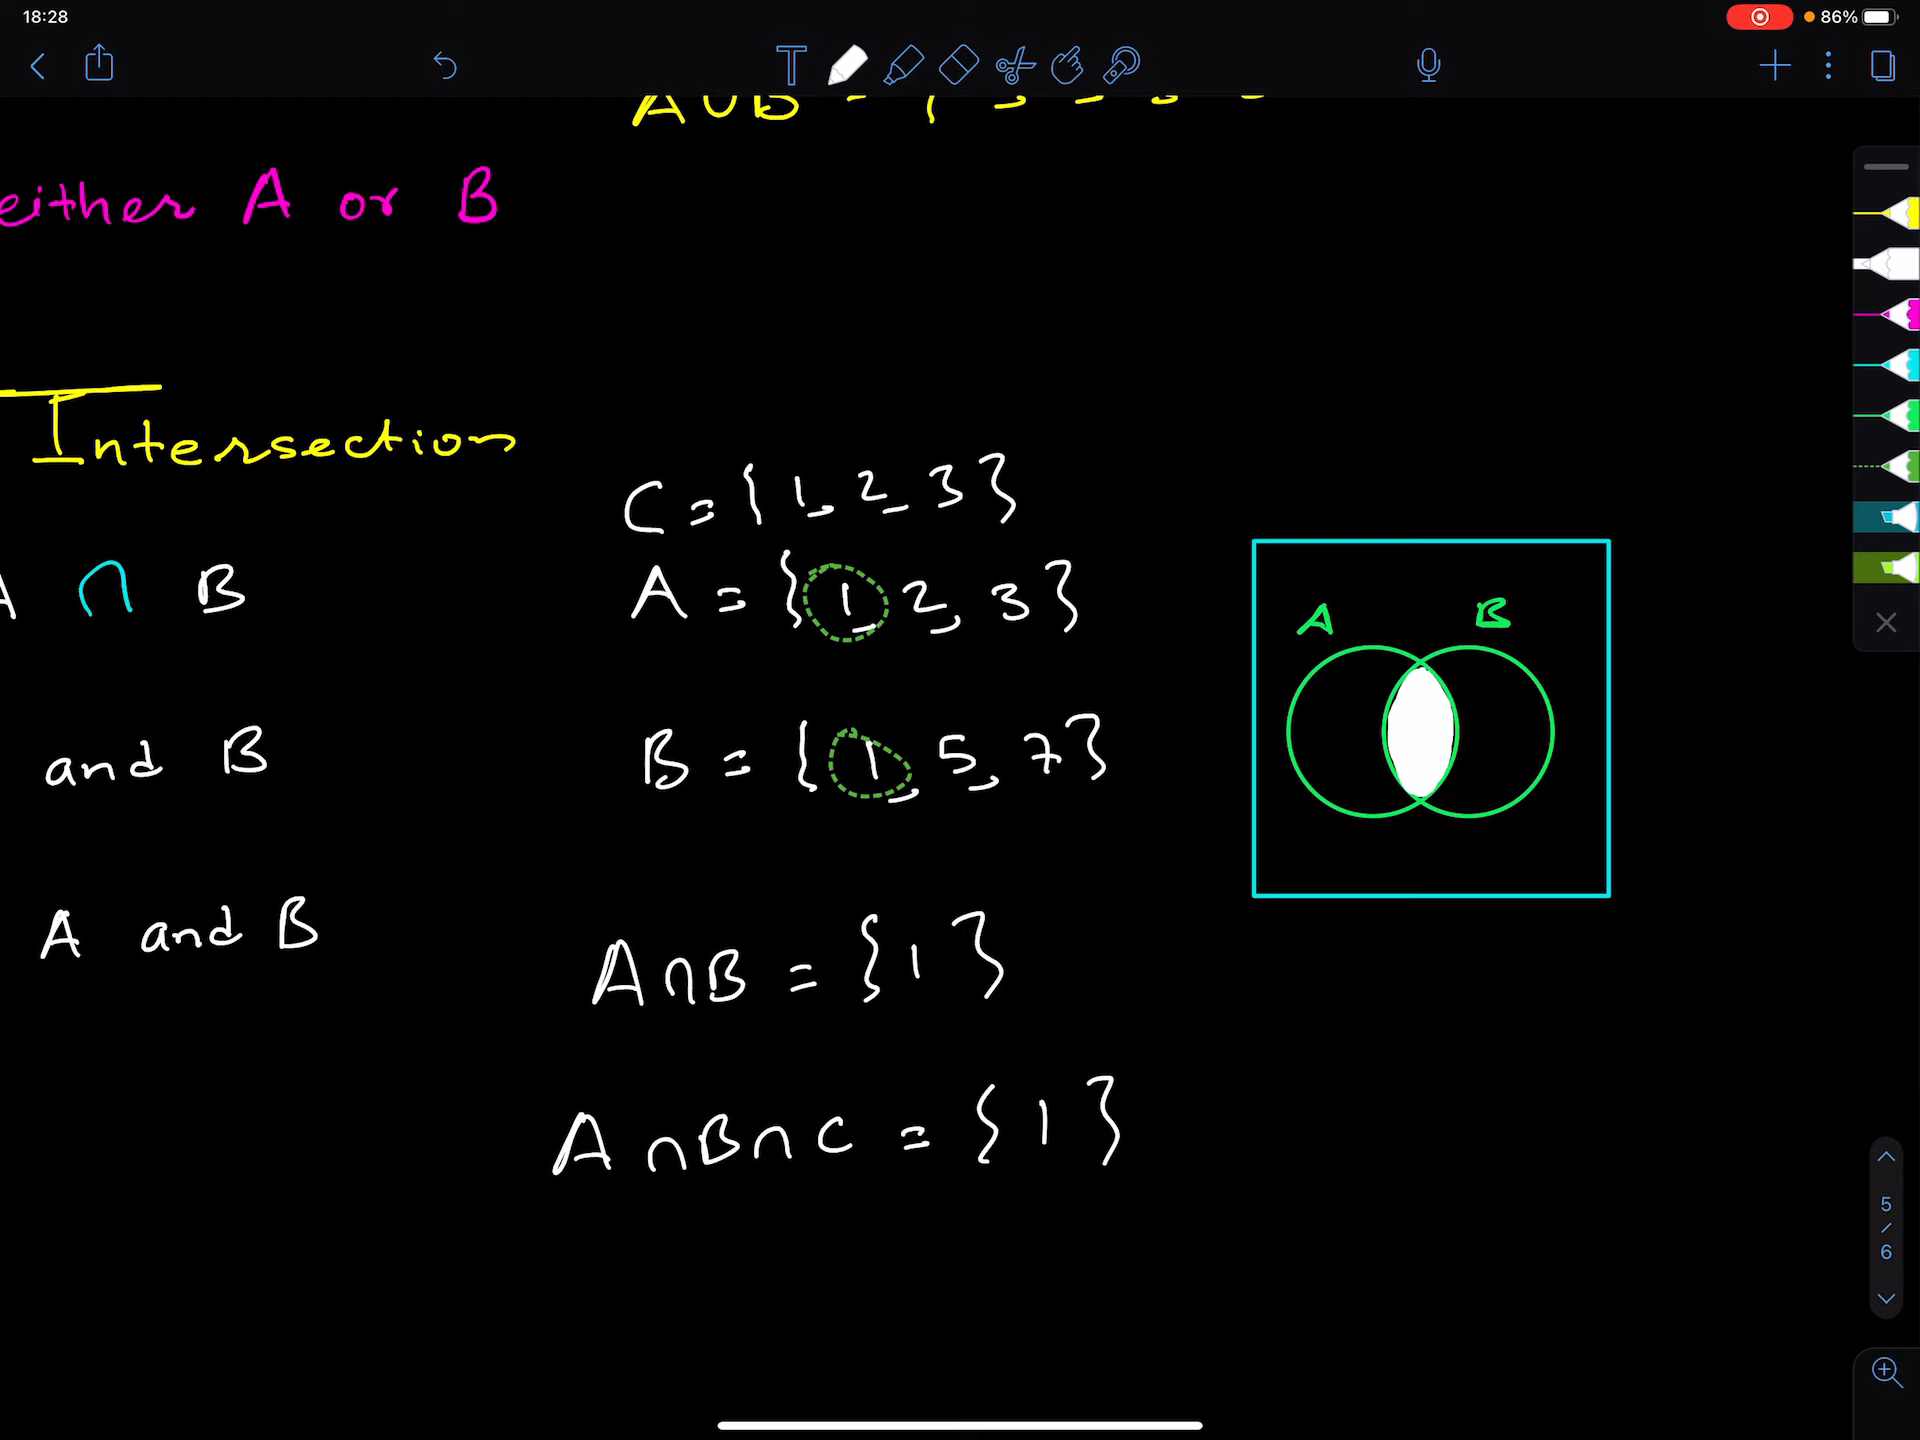 18:28
86%
T
A∪B =
either A or B
Intersection
C = {1, 2, 3}
A ∩ B
A = {1, 2, 3}
A B
and B
B = {1, 5, 7}
A and B
A∩B = {1}
A∩B∩C = {1}
5
/
6